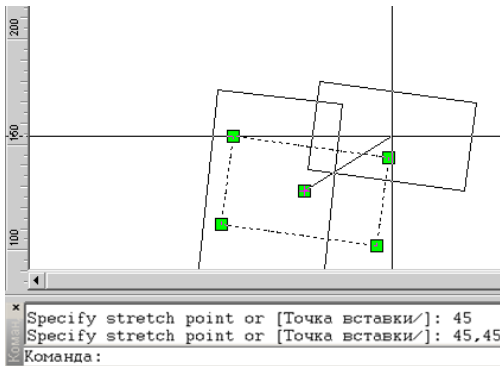 200
150
100
Specify stretch point or [Точка вставки/]: 45
Specify stretch point or [Точка вставки/]: 45,45
Коман
Команда: